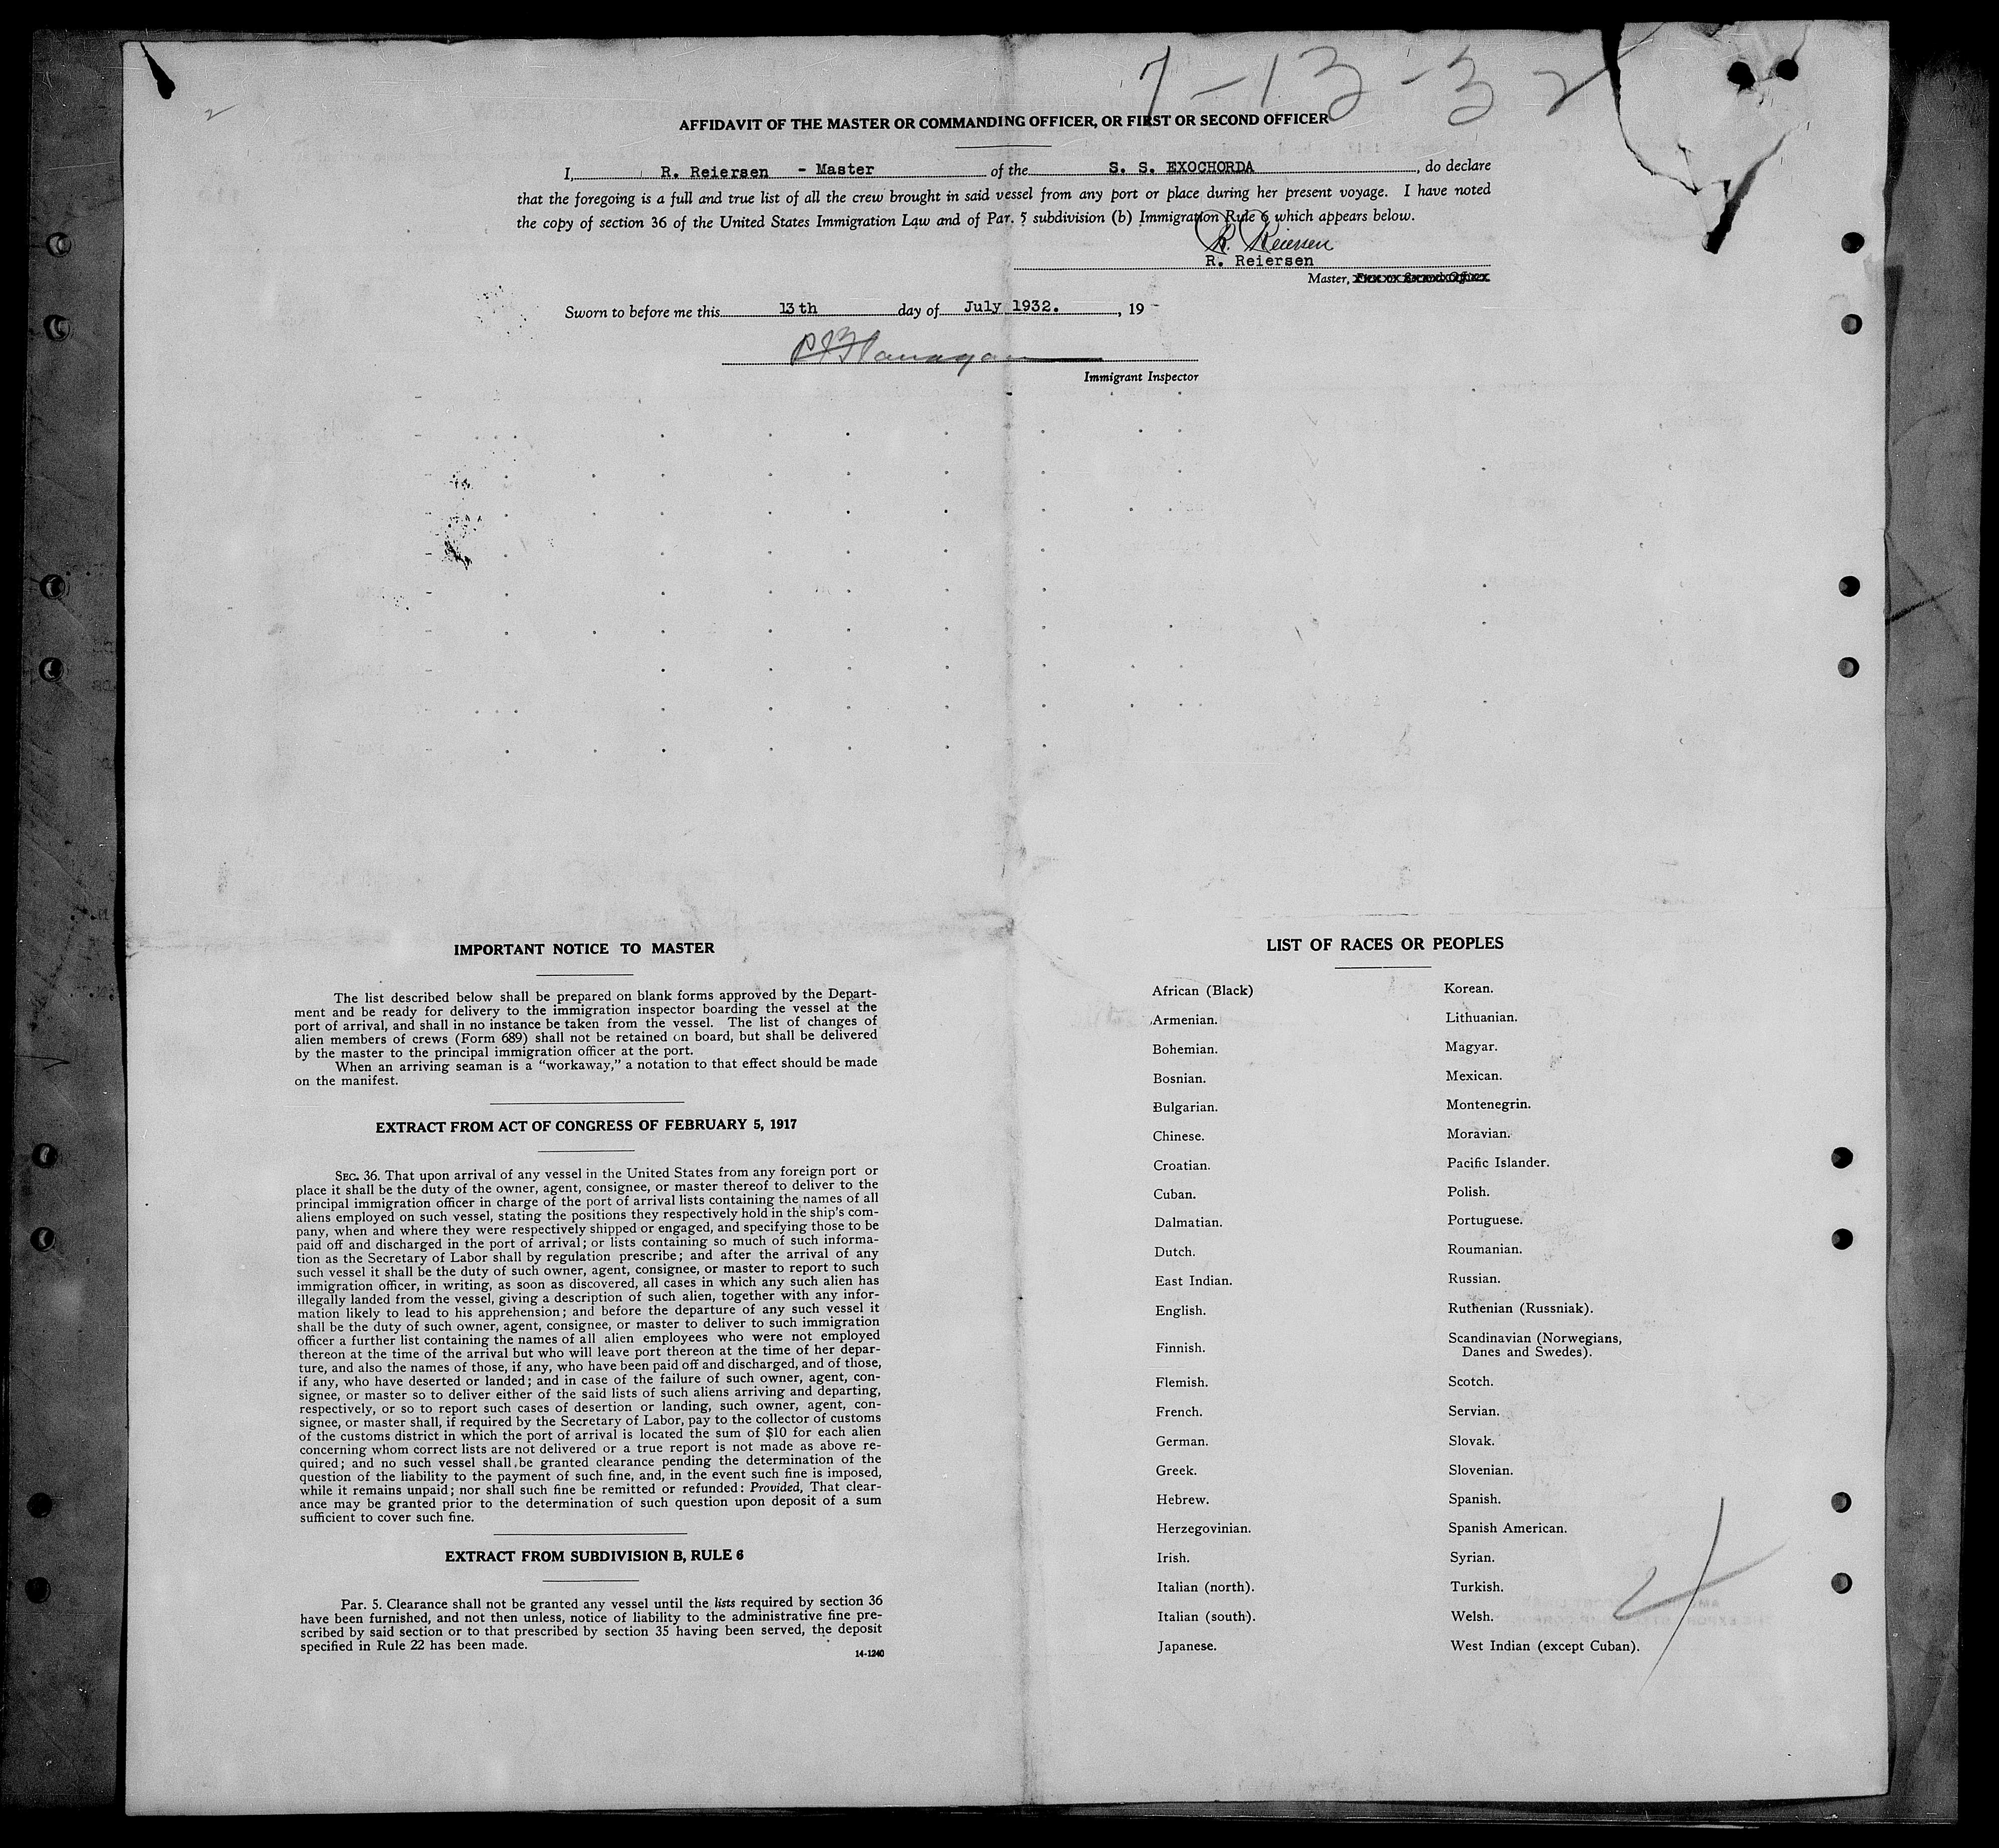 7-13-32
2
AFFIDAVIT OF THE MASTER OR COMMANDING OFFICER, OR FIRST OR SECOND OFFICER
I, R. Reiersen - Master of the S. S. EXOCHORDA, do declare
that the foregoing is a full and true list of all the crew brought in said vessel from any port or place during her present voyage. I have noted
the copy of section 36 of the United States Immigration Law and of Par. 5 subdivision (b) Immigration Rule 6 which appears below.
R. Reiersen
R. Reiersen
Master,
Sworn to before me this 13th day of July 1932. , 19
Flanagan
Immigrant Inspector
IMPORTANT NOTICE TO MASTER
The list described below shall be prepared on blank forms approved by the Depart-
ment and be ready for delivery to the immigration inspector boarding the vessel at the
port of arrival, and shall in no instance be taken from the vessel. The list of changes of
alien members of crews (Form 689) shall not be retained on board, but shall be delivered
by the master to the principal immigration officer at the port.
When an arriving seaman is a "workaway," a notation to that effect should be made
on the manifest.
EXTRACT FROM ACT OF CONGRESS OF FEBRUARY 5, 1917
SEC. 36. That upon arrival of any vessel in the United States from any foreign port or
place it shall be the duty of the owner, agent, consignee, or master thereof to deliver to the
principal immigration officer in charge of the port of arrival lists containing the names of all
aliens employed on such vessel, stating the positions they respectively hold in the ship's com-
pany, when and where they were respectively shipped or engaged, and specifying those to be
paid off and discharged in the port of arrival; or lists containing so much of such informa-
tion as the Secretary of Labor shall by regulation prescribe; and after the arrival of any
such vessel it shall be the duty of such owner, agent, consignee, or master to report to such
immigration officer, in writing, as soon as discovered, all cases in which any such alien has
illegally landed from the vessel, giving a description of such alien, together with any infor-
mation likely to lead to his apprehension; and before the departure of any such vessel it
shall be the duty of such owner, agent, consignee, or master to deliver to such immigration
officer a further list containing the names of all alien employees who were not employed
thereon at the time of the arrival but who will leave port thereon at the time of her depar-
ture, and also the names of those, if any, who have been paid off and discharged, and of those,
if any, who have deserted or landed; and in case of the failure of such owner, agent, con-
signee, or master so to deliver either of the said lists of such aliens arriving and departing,
respectively, or so to report such cases of desertion or landing, such owner, agent, con-
signee, or master shall, if required by the Secretary of Labor, pay to the collector of customs
of the customs district in which the port of arrival is located the sum of $10 for each alien
concerning whom correct lists are not delivered or a true report is not made as above re-
quired; and no such vessel shall be granted clearance pending the determination of the
question of the liability to the payment of such fine, and, in the event such fine is imposed,
while it remains unpaid; nor shall such fine be remitted or refunded: Provided, That clear-
ance may be granted prior to the determination of such question upon deposit of a sum
sufficient to cover such fine.
EXTRACT FROM SUBDIVISION B, RULE 6
Par. 5. Clearance shall not be granted any vessel until the lists required by section 36
have been furnished, and not then unless, notice of liability to the administrative fine pre-
scribed by said section or to that prescribed by section 35 having been served, the deposit
specified in Rule 22 has been made.
14-1240
LIST OF RACES OR PEOPLES
African (Black)
Armenian.
Bohemian.
Bosnian.
Bulgarian.
Chinese.
Croatian.
Cuban.
Dalmatian.
Dutch.
East Indian.
English.
Finnish.
Flemish.
French.
German.
Greek.
Hebrew.
Herzegovinian.
Irish.
Italian (north).
Italian (south).
Japanese.
Korean.
Lithuanian.
Magyar.
Mexican.
Montenegrin.
Moravian.
Pacific Islander.
Polish.
Portuguese.
Roumanian.
Russian.
Ruthenian (Russniak).
Scandinavian (Norwegians,
Danes and Swedes).
Scotch.
Servian.
Slovak.
Slovenian.
Spanish.
Spanish American.
Syrian.
Turkish.
Welsh.
West Indian (except Cuban).
4